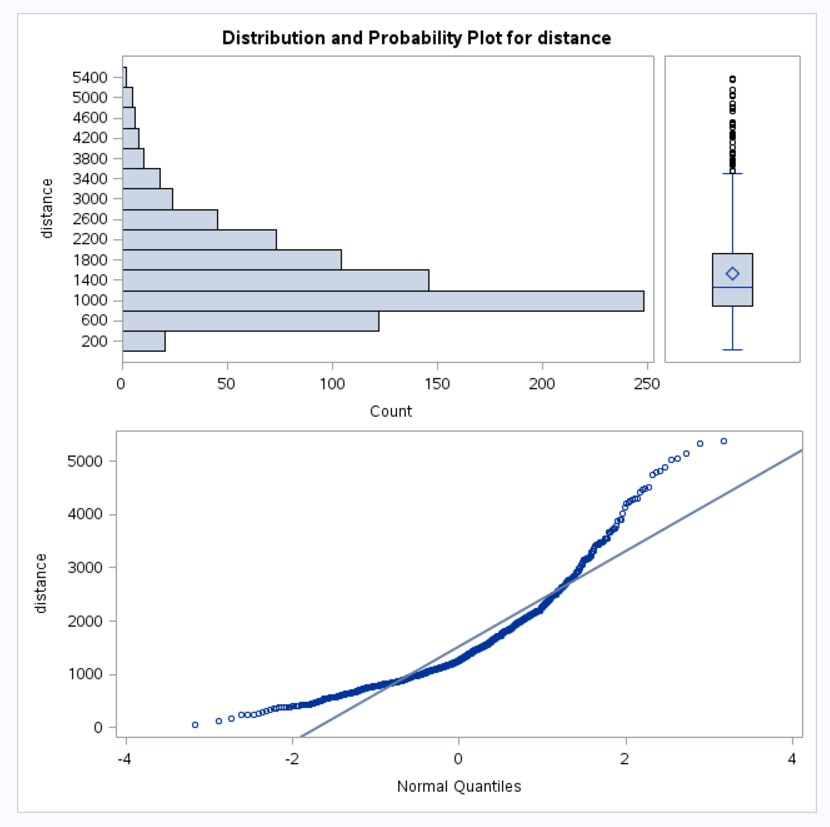 Distribution and Probability Plot for distance
5400
5000
4600
4200
3800
3400
3000
2600
2200
1800
1400
1000
600
200
distance
0 50 100 150 200 250
Count
5000
4000
3000
2000
1000
0
distance
-4 -2 0 2 4
Normal Quantiles